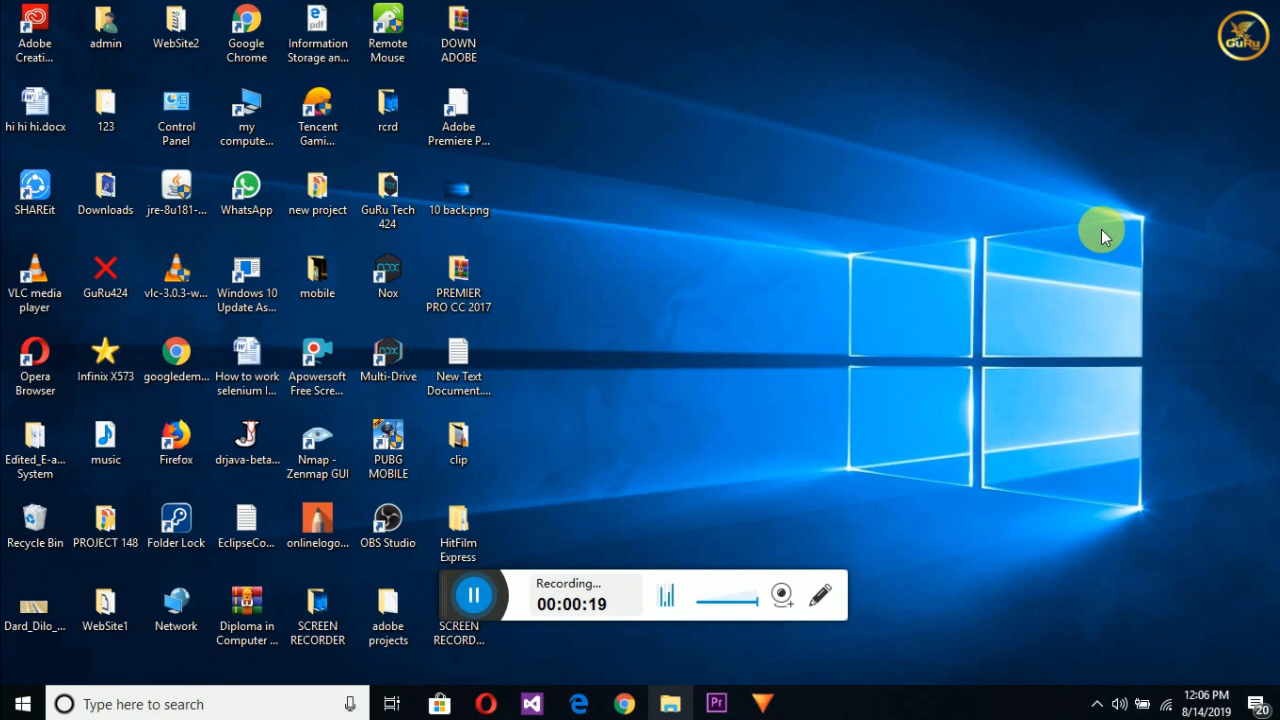 Adobe
Creati...
admin
WebSite2
Google
Chrome
Information
Storage an...
Remote
Mouse
DOWN
ADOBE
GuRu
hi hi hi.docx
123
Control
Panel
my
compute...
Tencent
Gami...
rcrd
Adobe
Premiere P...
SHAREit
Downloads
jre-8u181-...
WhatsApp
new project
GuRu Tech
424
10 back.png
VLC media
player
GuRu424
vlc-3.0.3-w...
Windows 10
Update As...
mobile
Nox
PREMIER
PRO CC 2017
Opera
Browser
Infinix X573
googledem...
How to work
selenium I...
Apowersoft
Free Scre...
Multi-Drive
New Text
Document....
Edited_E-a...
System
music
Firefox
drjava-beta...
Nmap -
Zenmap GUI
PUBG
MOBILE
clip
Recycle Bin
PROJECT 148
Folder Lock
EclipseCo...
onlinelogo...
OBS Studio
HitFilm
Express
Recording...
00:00:19
Dard_Dilo_...
WebSite1
Network
Diploma in
Computer ...
SCREEN
RECORDER
adobe
projects
SCREEN
RECORD...
Type here to search
Pr
12:06 PM
8/14/2019
20